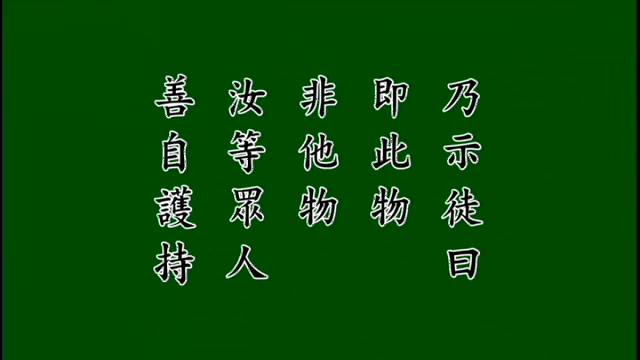 乃示徒曰
即此物
非他物
汝等眾人
善自護持